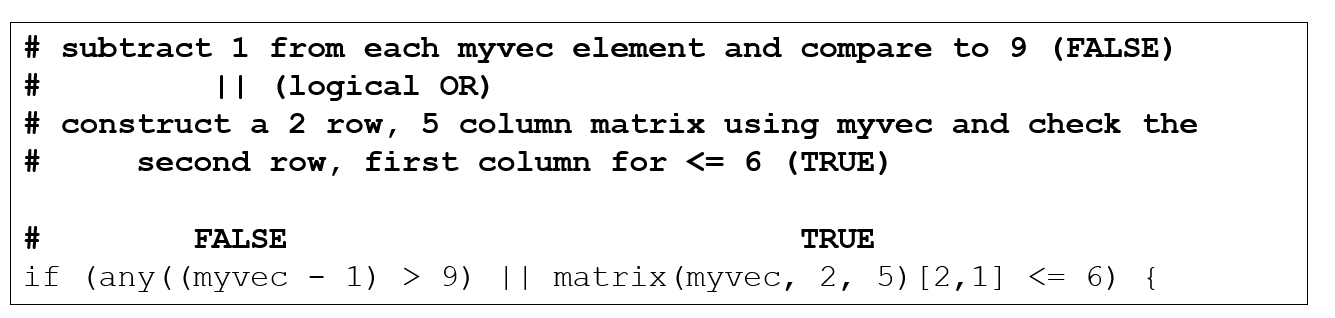 # subtract 1 from each myvec element and compare to 9 (FALSE)
#         || (logical OR)
# construct a 2 row, 5 column matrix using myvec and check the
#     second row, first column for <= 6 (TRUE)
#        FALSE                           TRUE
if (any((myvec - 1) > 9) || matrix(myvec, 2, 5)[2,1] <= 6) {